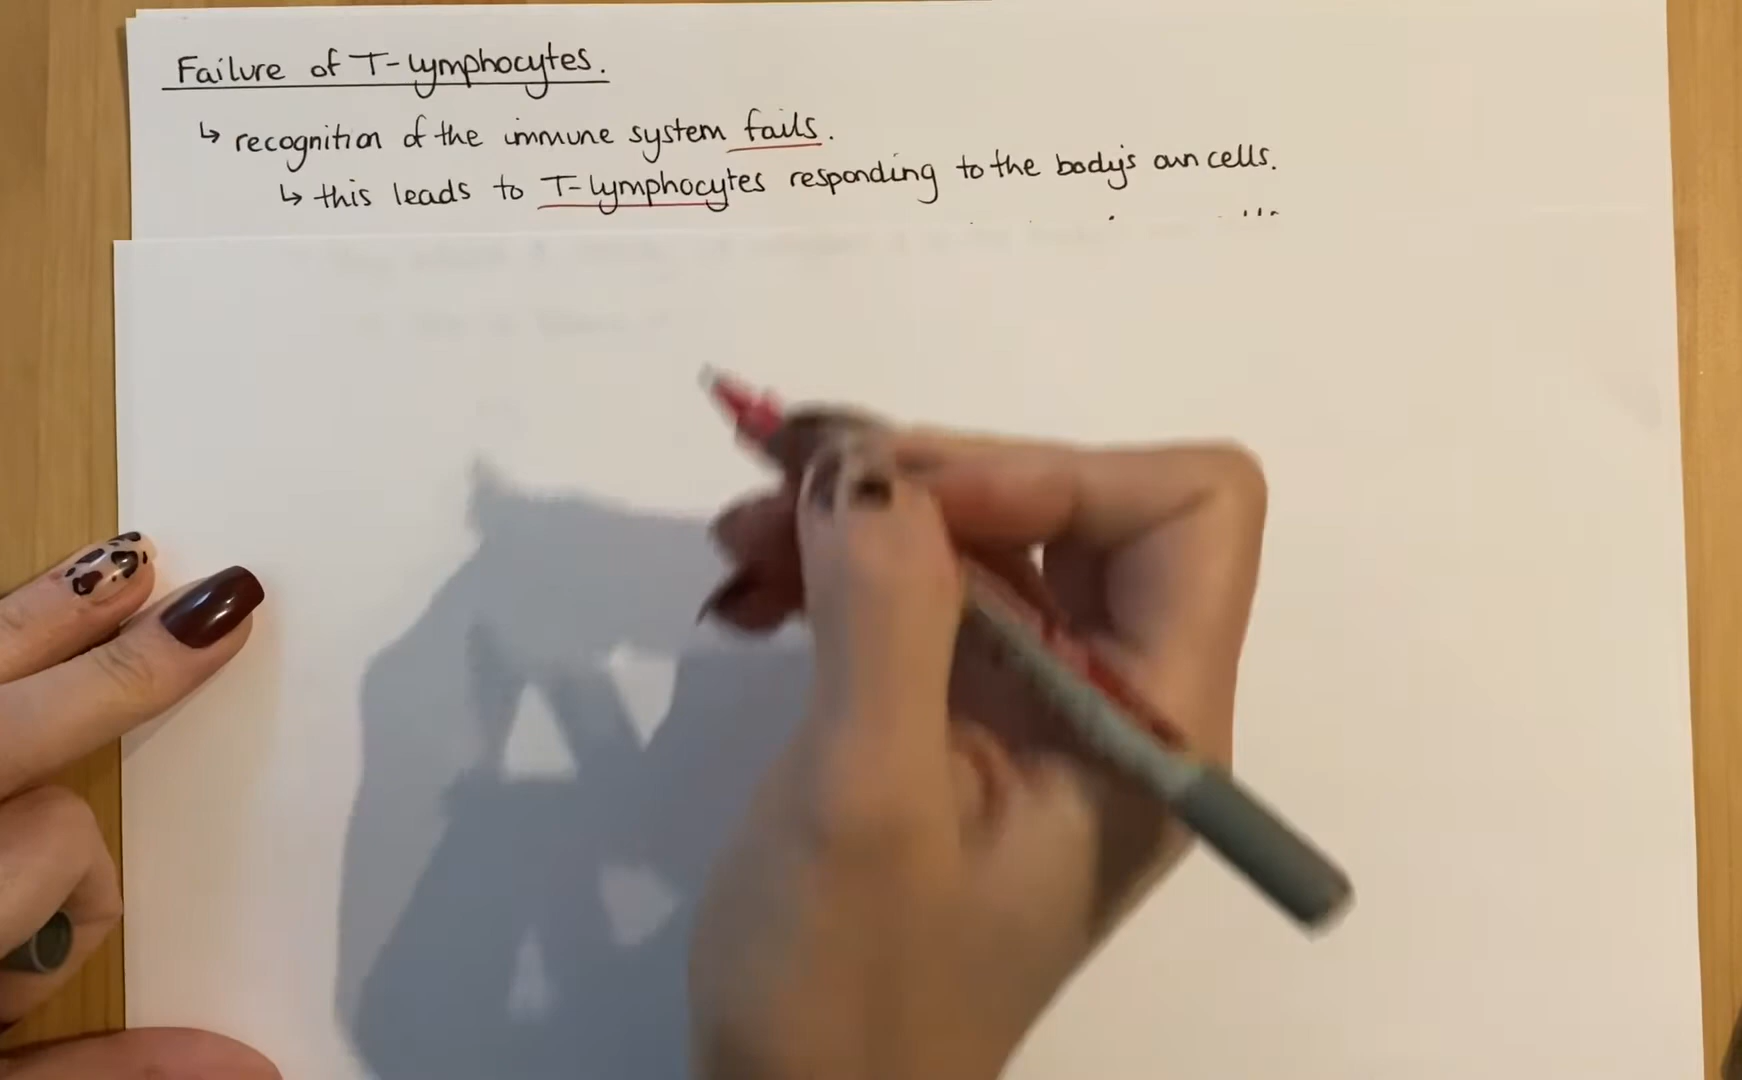 Failure of T-lymphocytes.
↳ recognition of the immune system fails.
↳ this leads to T-lymphocytes responding to the body's own cells.